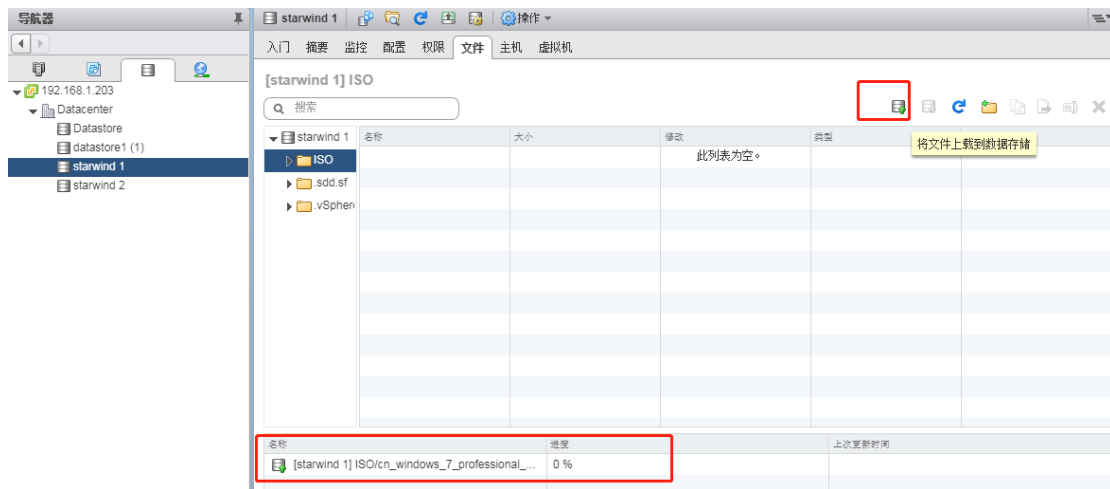 导航器
starwind 1
操作
入门 摘要 监控 配置 权限 文件 主机 虚拟机
192.168.1.203
Datacenter
Datastore
datastore1 (1)
starwind 1
starwind 2
[starwind 1] ISO
搜索
将文件上载到数据存储
starwind 1
ISO
.sdd.sf
.vSpher
名称 大小 修改 类型
此列表为空。
名称 进度 上次更新时间
[starwind 1] ISO/cn_windows_7_professional_... 0 %